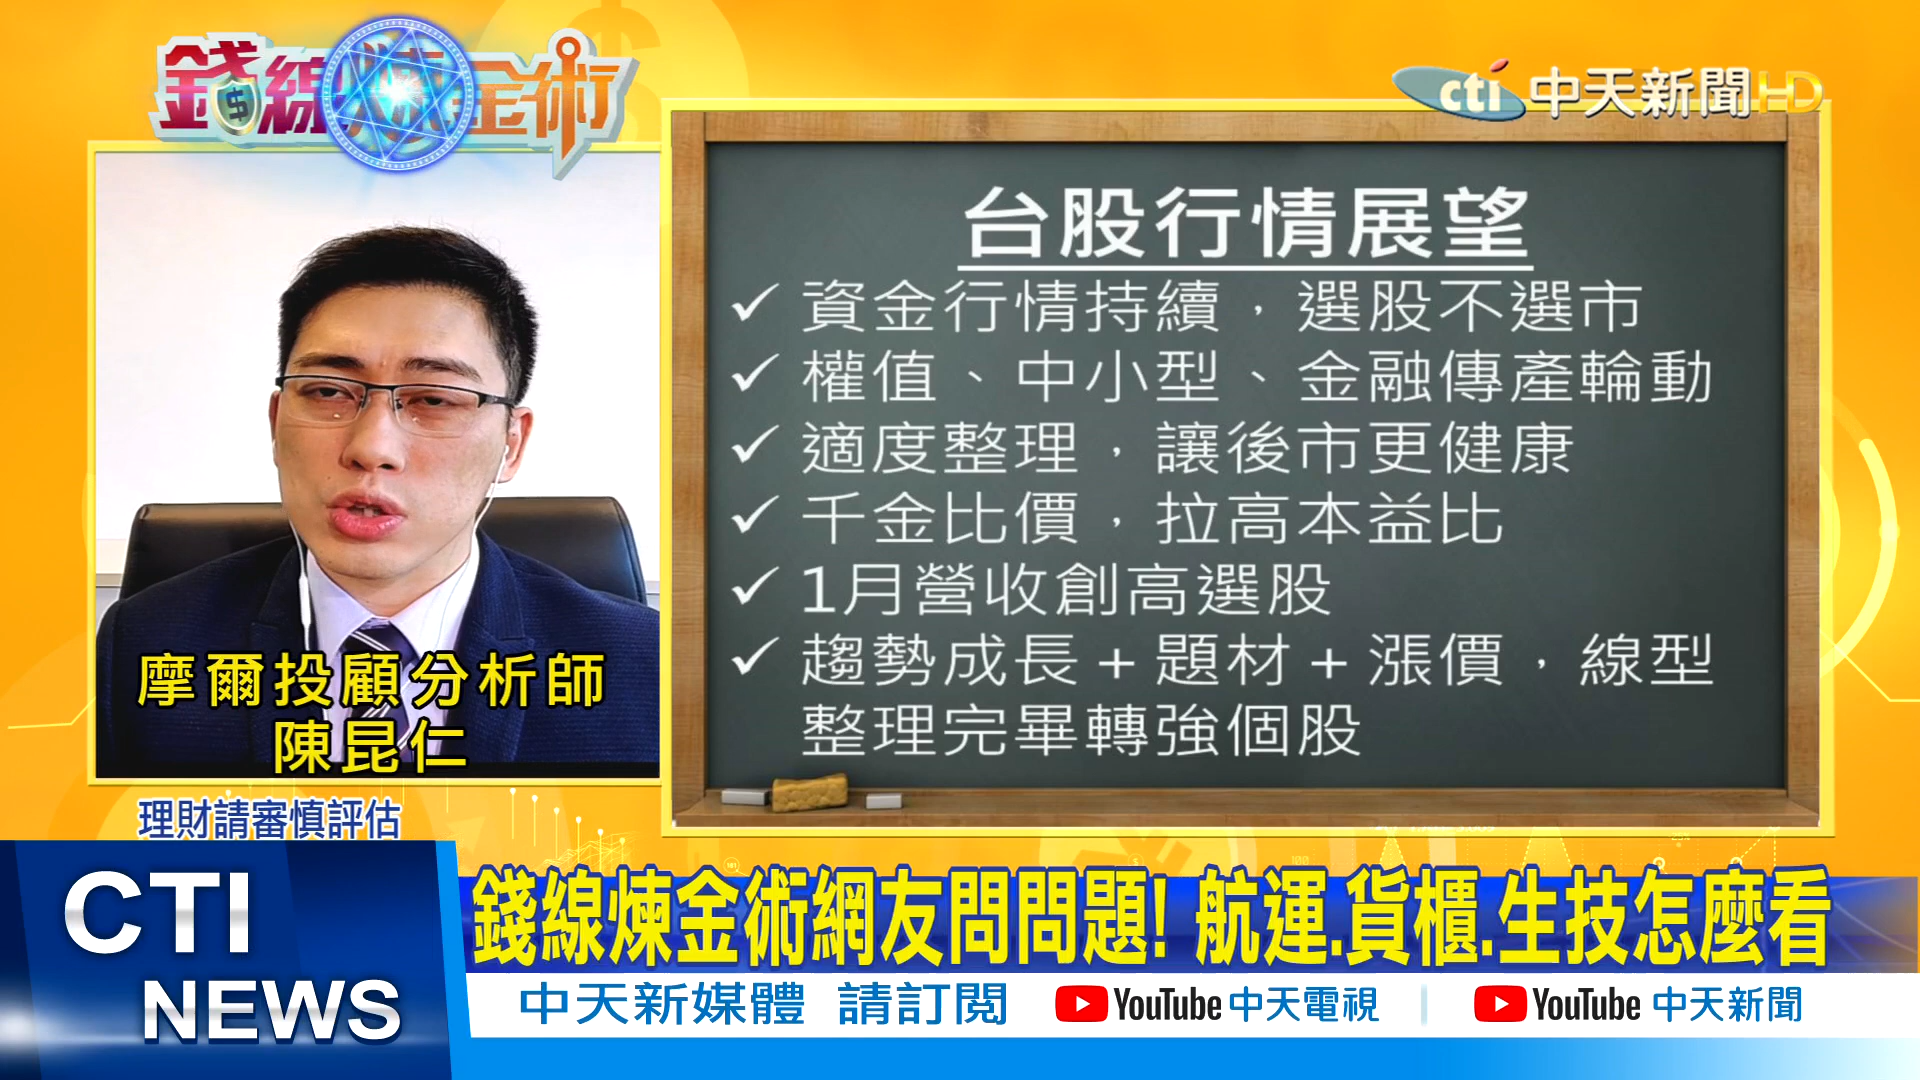 錢線煉金術
cti 中天新聞HD
台股行情展望
✓ 資金行情持續，選股不選市
✓ 權值、中小型、金融傳產輪動
✓ 適度整理，讓後市更健康
✓ 千金比價，拉高本益比
✓ 1月營收創高選股
✓ 趨勢成長+題材+漲價，線型
整理完畢轉強個股
摩爾投顧分析師
陳昆仁
理財請審慎評估
錢線煉金術網友問問題! 航運.貨櫃.生技怎麼看
CTI
NEWS
中天新媒體 請訂閱 YouTube 中天電視 | YouTube 中天新聞